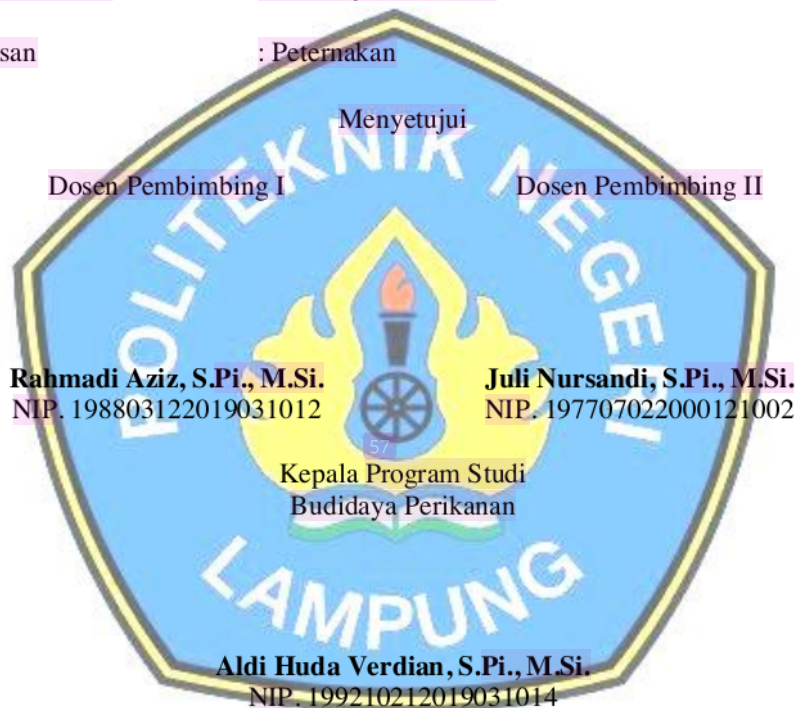 san : Peternakan
Menyetujui
Dosen Pembimbing I Dosen Pembimbing II
POLITEKNIK NEGERI
Rahmadi Aziz, S.Pi., M.Si. Juli Nursandi, S.Pi., M.Si.
NIP. 198803122019031012 NIP. 197707022000121002
57
Kepala Program Studi
Budidaya Perikanan
LAMPUNG
Aldi Huda Verdian, S.Pi., M.Si.
NIP. 199210212019031014